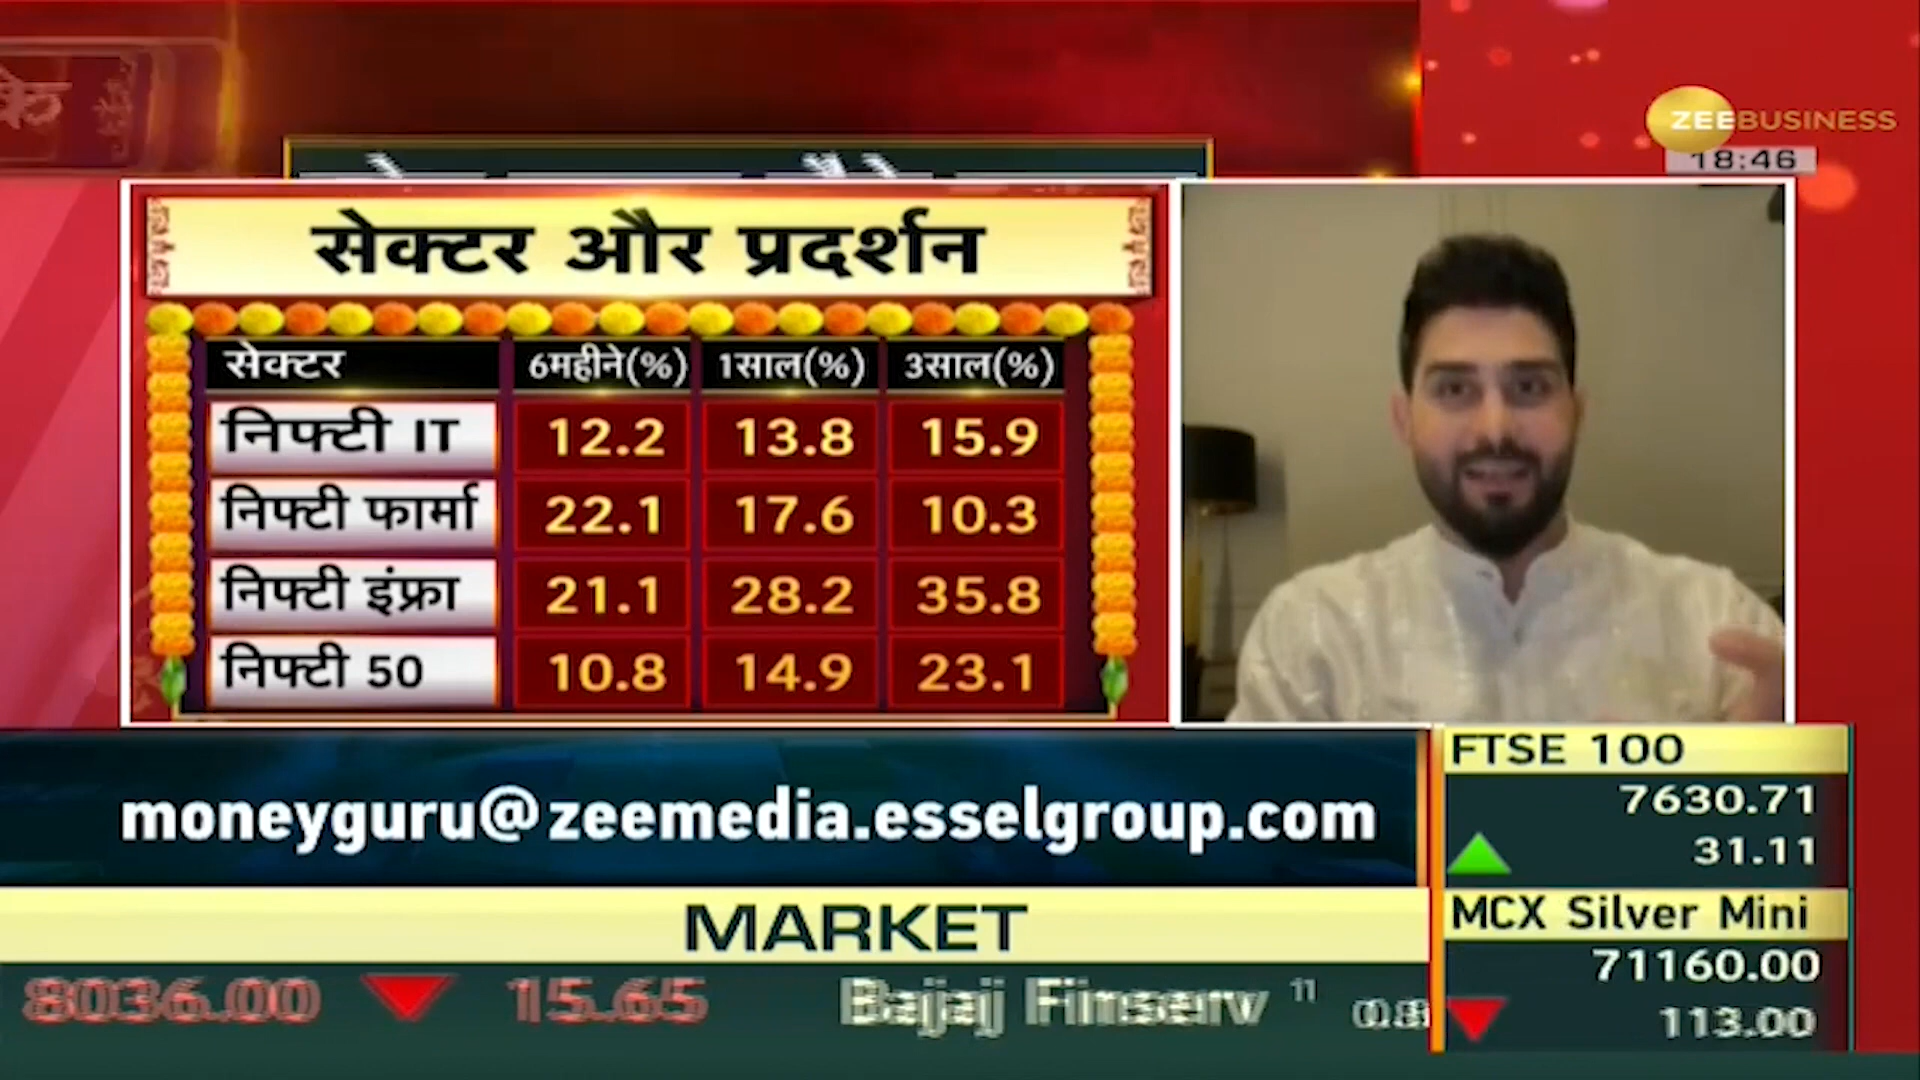 ZEEBUSINESS
18:46
सेक्टर और प्रदर्शन
सेक्टर 6महीने(%) 1साल(%) 3साल(%)
निफ्टी IT 12.2 13.8 15.9
निफ्टी फार्मा 22.1 17.6 10.3
निफ्टी इंफ्रा 21.1 28.2 35.8
निफ्टी 50 10.8 14.9 23.1
moneyguru@zeemedia.esselgroup.com
FTSE 100
7630.71
31.11
MARKET
MCX Silver Mini
71160.00
113.00
8036.00 15.65 Bajaj Finserv 11